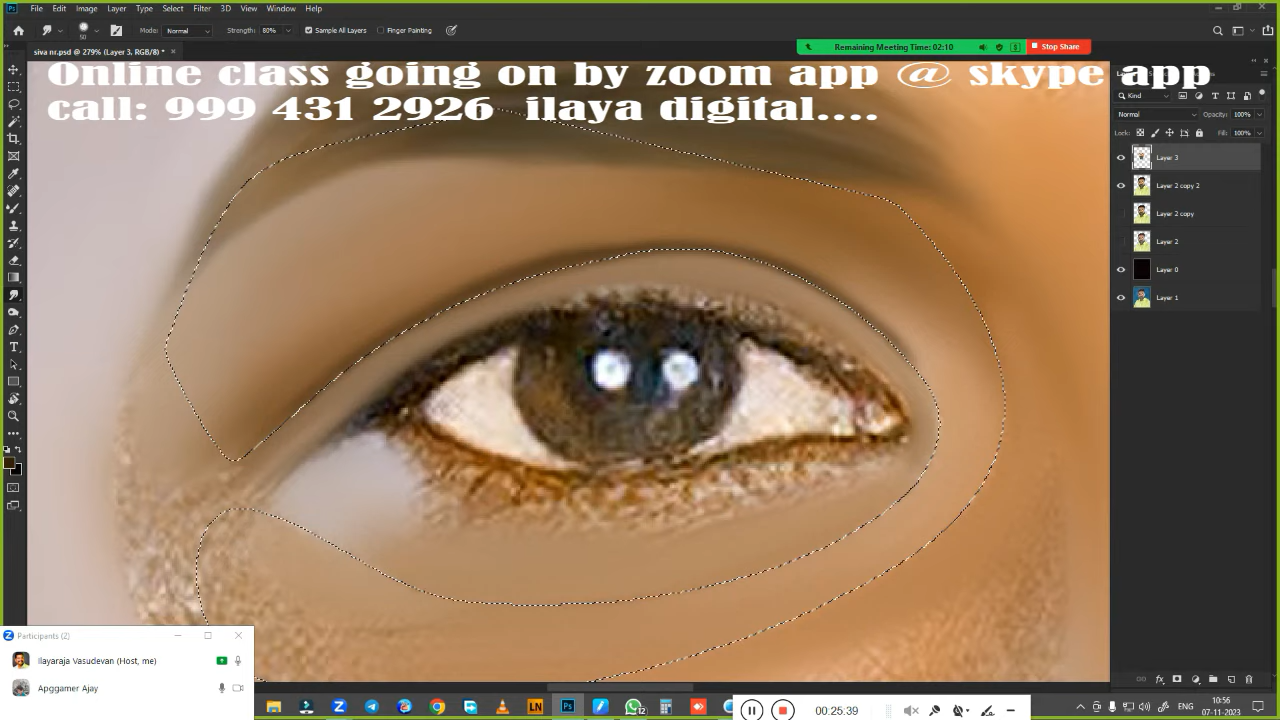 File Edit Image Layer Type Select Filter 3D View Window Help
50 Mode: Normal Strength: 80% Sample All Layers Finger Painting
siva nr.psd @ 279% (Layer 3, RGB/8) *
Remaining Meeting Time: 02:10 Stop Share
Online class going on by zoom app @ skype app
call: 999 431 2926 ilaya digital....
Kind
Normal Opacity: 100%
Lock: Fill: 100%
Layer 3
Layer 2 copy 2
Layer 2 copy
Layer 2
Layer 0
Layer 1
Participants (2)
Ilayaraja Vasudevan (Host, me)
Apggamer Ajay
00:25:39
ENG
10:56
07-11-2023